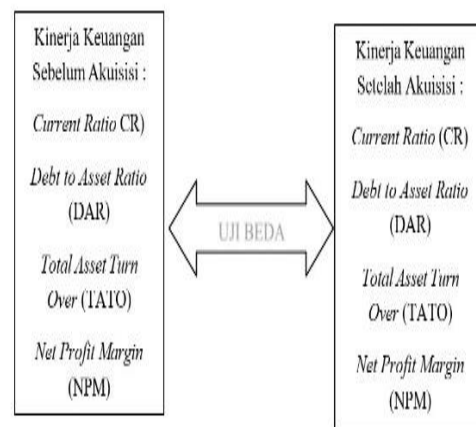 Kinerja Keuangan
Sebelum Akuisisi :
Current Ratio CR)
Debt to Asset Ratio
(DAR)
Total Asset Turn
Over (TATO)
Net Profit Margin
(NPM)
UJI BEDA
Kinerja Keuangan
Setelah Akuisisi :
Current Ratio (CR)
Debt to Asset Ratio
(DAR)
Total Asset Turn
Over (TATO)
Net Profit Margin
(NPM)